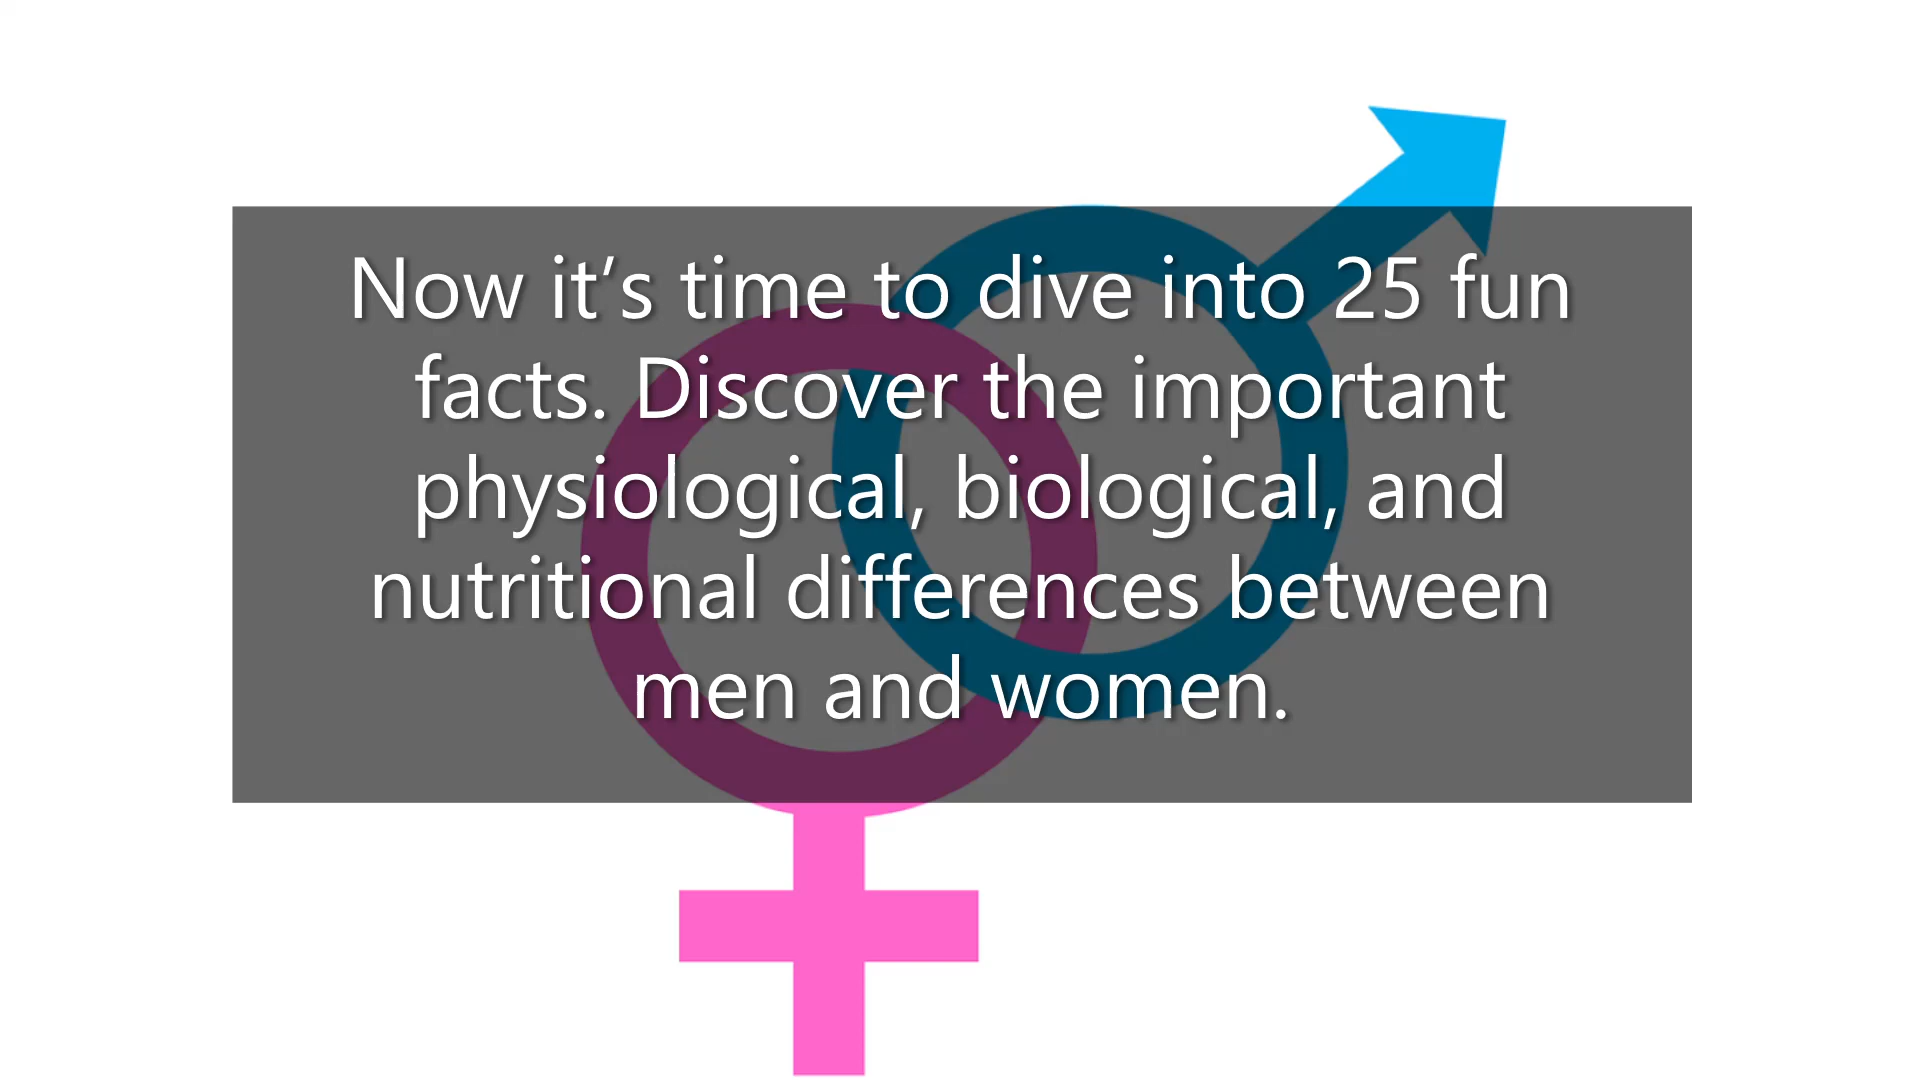 Now it’s time to dive into 25 fun
facts. Discover the important
physiological, biological, and
nutritional differences between
men and women.